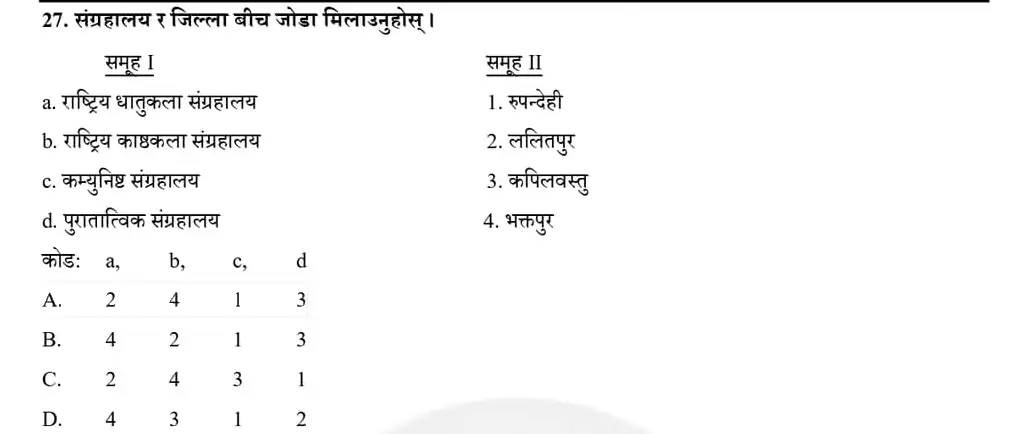 27. संग्रहालय र जिल्ला बीच जोडा मिलाउनुहोस् ।
समूह I समूह II
a. राष्ट्रिय धातुकला संग्रहालय 1. रुपन्देही
b. राष्ट्रिय काष्ठकला संग्रहालय 2. ललितपुर
c. कम्युनिष्ट संग्रहालय 3. कपिलवस्तु
d. पुरातात्विक संग्रहालय 4. भक्तपुर
कोड: a, b, c, d
A. 2 4 1 3
B. 4 2 1 3
C. 2 4 3 1
D. 4 3 1 2